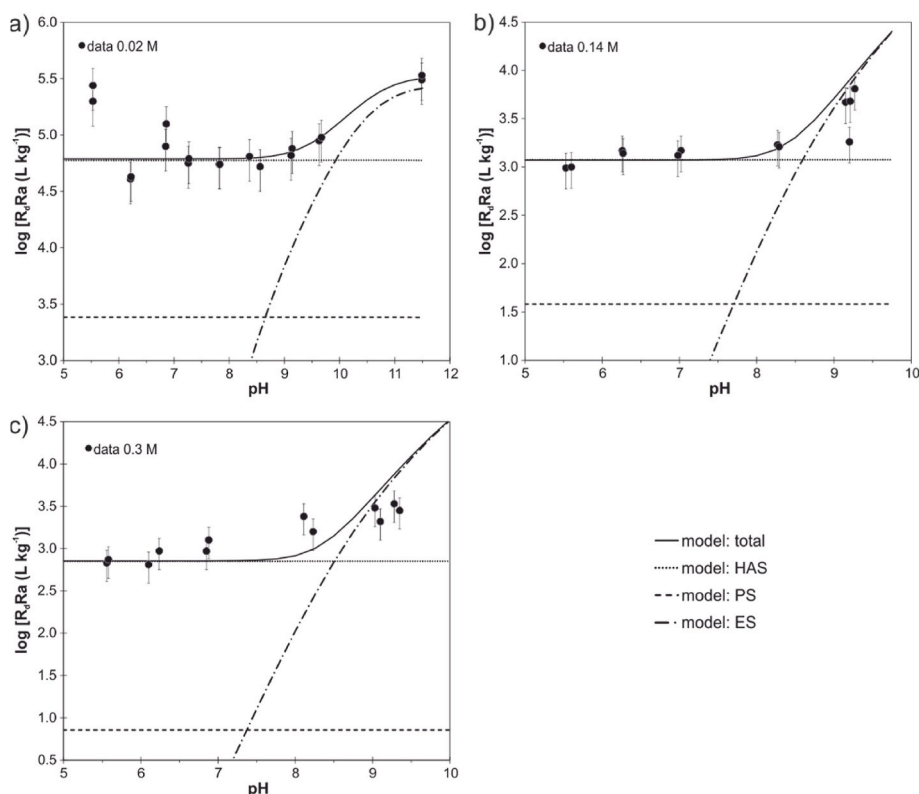 a)
data 0.02 M
log [RdRa (L kg⁻¹)]
6.0
5.5
5.0
4.5
4.0
3.5
3.0
5 6 7 8 9 10 11 12
pH
b)
data 0.14 M
log [RdRa (L kg⁻¹)]
4.5
4.0
3.5
3.0
2.5
2.0
1.5
1.0
5 6 7 8 9 10
pH
c)
data 0.3 M
log [RdRa (L kg⁻¹)]
4.5
4.0
3.5
3.0
2.5
2.0
1.5
1.0
0.5
5 6 7 8 9 10
pH
model: total
model: HAS
model: PS
model: ES